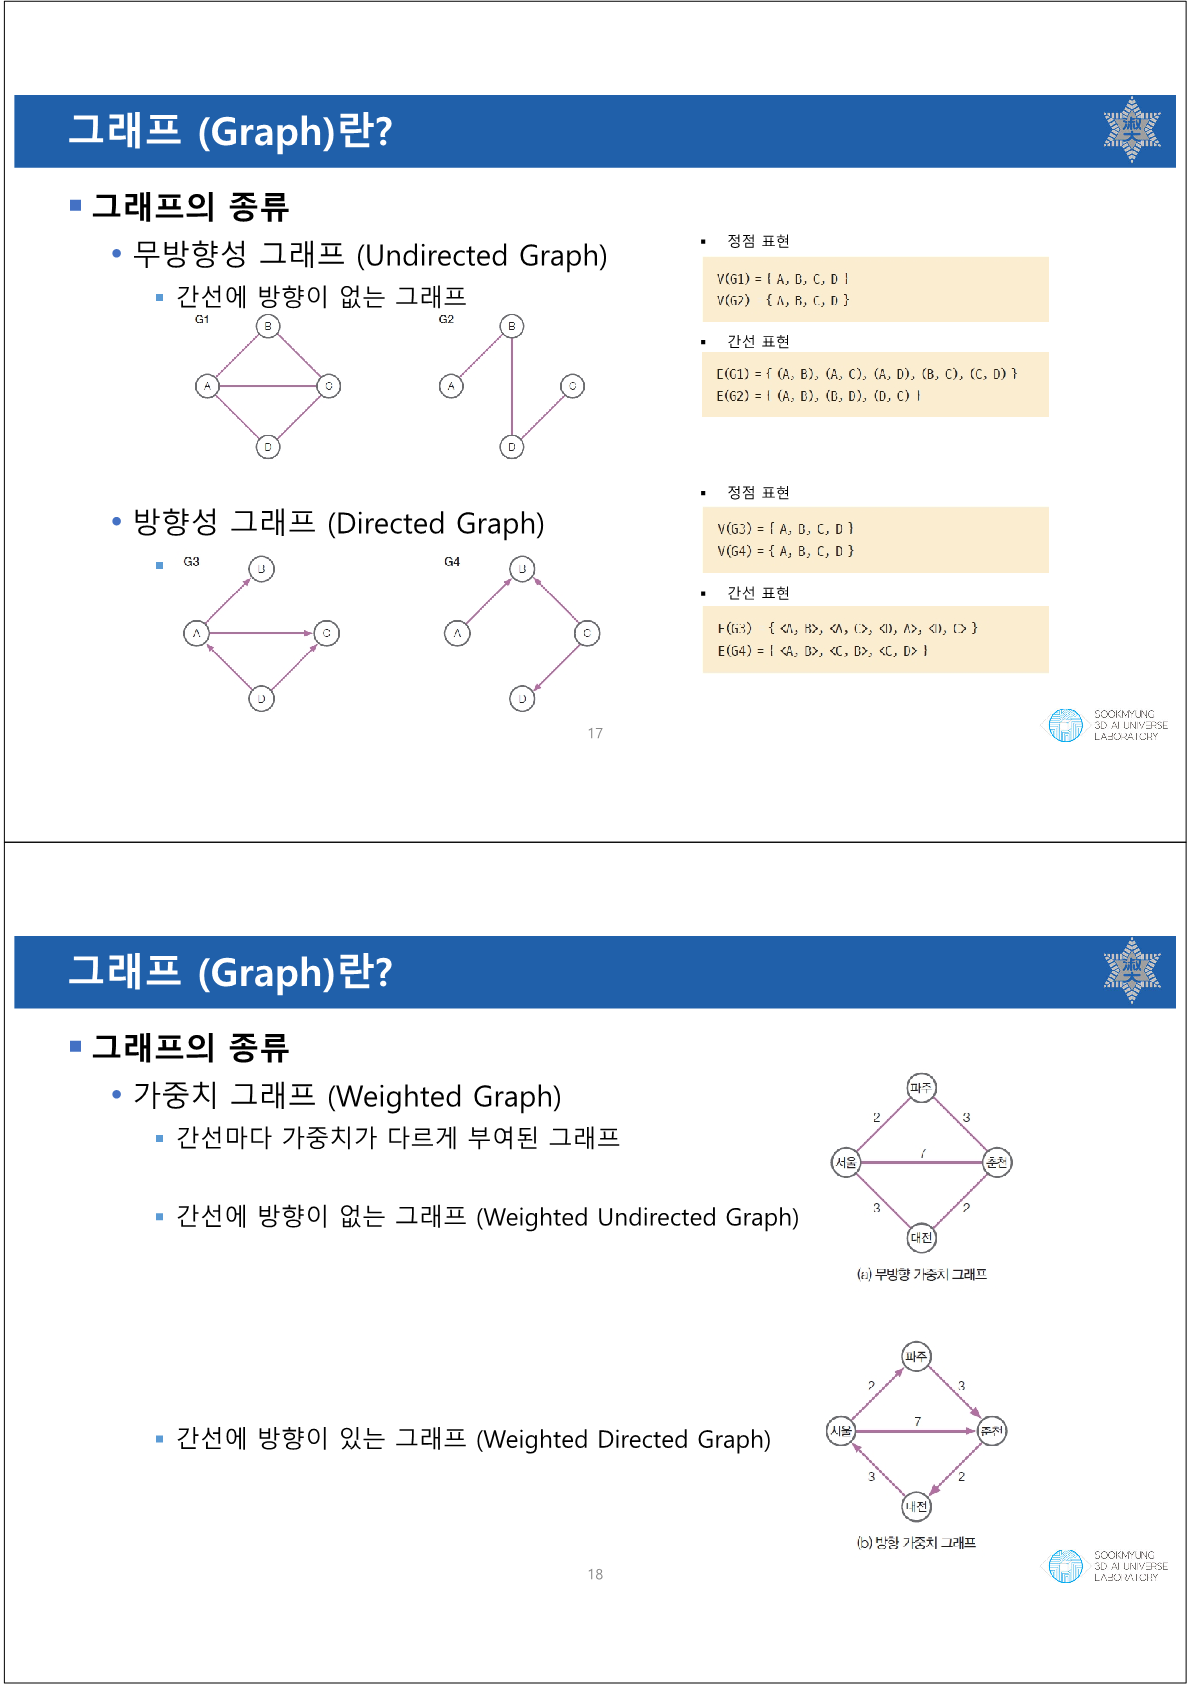 그래프 (Graph)란?
그래프의 종류
무방향성 그래프 (Undirected Graph)
간선에 방향이 없는 그래프
G1
B
A
C
D
G2
B
A
C
D
정점 표현
V(G1) = { A, B, C, D }
V(G2) { A, B, C, D }
간선 표현
E(G1) = { (A, B), (A, C), (A, D), (B, C), (C, D) }
E(G2) = { (A, B), (B, D), (D, C) }
방향성 그래프 (Directed Graph)
G3
B
A
C
D
G4
B
A
C
D
정점 표현
V(G3) = { A, B, C, D }
V(G4) = { A, B, C, D }
간선 표현
E(G3) { <A, B>, <A, C>, <D, A>, <D, C> }
E(G4) = { <A, B>, <C, B>, <C, D> }
17
SOOKMYUNG
3D AI UNIVERSE
LABORATORY
그래프 (Graph)란?
그래프의 종류
가중치 그래프 (Weighted Graph)
간선마다 가중치가 다르게 부여된 그래프
간선에 방향이 없는 그래프 (Weighted Undirected Graph)
파주
2
3
7
서울
춘천
3
2
대전
(a) 무방향 가중치 그래프
간선에 방향이 있는 그래프 (Weighted Directed Graph)
파주
2
3
7
서울
춘천
3
2
대전
(b) 방향 가중치 그래프
18
SOOKMYUNG
3D AI UNIVERSE
LABORATORY